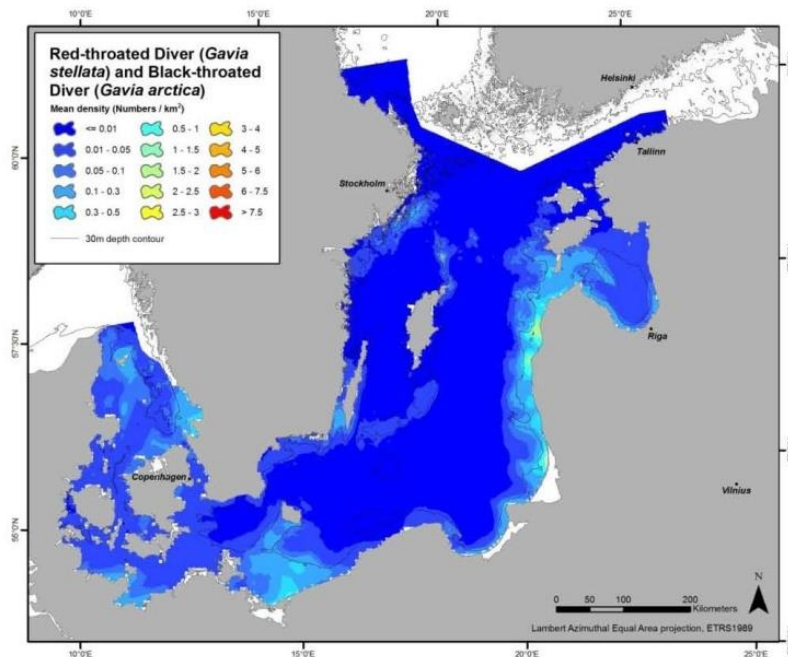 10°0'E 15°0'E 20°0'E 25°0'E
Red-throated Diver (Gavia
stellata) and Black-throated
Diver (Gavia arctica)
Mean density (Numbers / km²)
<= 0.01
0.01 - 0.05
0.05 - 0.1
0.1 - 0.3
0.3 - 0.5
0.5 - 1
1 - 1.5
1.5 - 2
2 - 2.5
2.5 - 3
3 - 4
4 - 5
5 - 6
6 - 7.5
> 7.5
30m depth contour
Helsinki
Tallinn
60°0'N
Stockholm
57°30'N
Riga
Copenhagen
Vilnius
55°0'N
N
0 50 100 200
Kilometers
Lambert Azimuthal Equal Area projection, ETRS1989
10°0'E 15°0'E 20°0'E 25°0'E